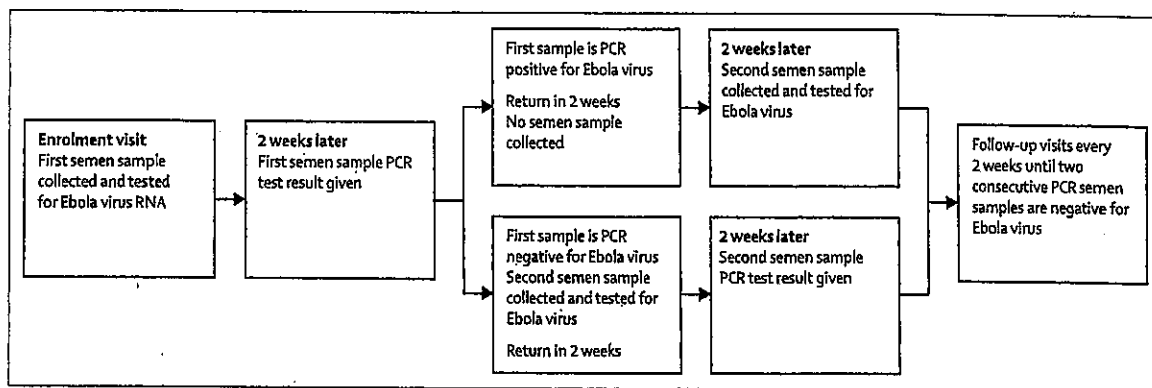 Enrolment visit
First semen sample
collected and tested
for Ebola virus RNA
2 weeks later
First semen sample PCR
test result given
First sample is PCR
positive for Ebola virus
Return in 2 weeks
No semen sample
collected
2 weeks later
Second semen sample
collected and tested for
Ebola virus
First sample is PCR
negative for Ebola virus
Second semen sample
collected and tested for
Ebola virus
Return in 2 weeks
2 weeks later
Second semen sample
PCR test result given
Follow-up visits every
2 weeks until two
consecutive PCR semen
samples are negative for
Ebola virus